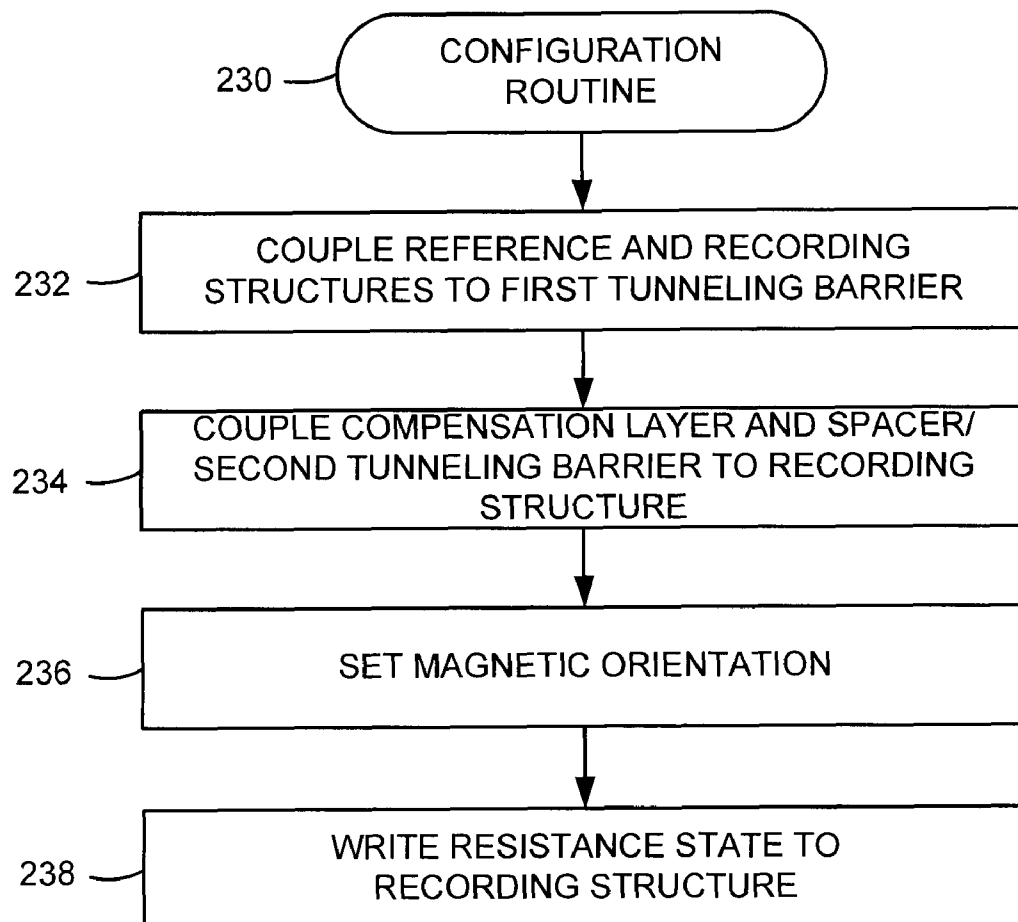 230
CONFIGURATION
ROUTINE
232
COUPLE REFERENCE AND RECORDING
STRUCTURES TO FIRST TUNNELING BARRIER
234
COUPLE COMPENSATION LAYER AND SPACER/
SECOND TUNNELING BARRIER TO RECORDING
STRUCTURE
236
SET MAGNETIC ORIENTATION
238
WRITE RESISTANCE STATE TO
RECORDING STRUCTURE